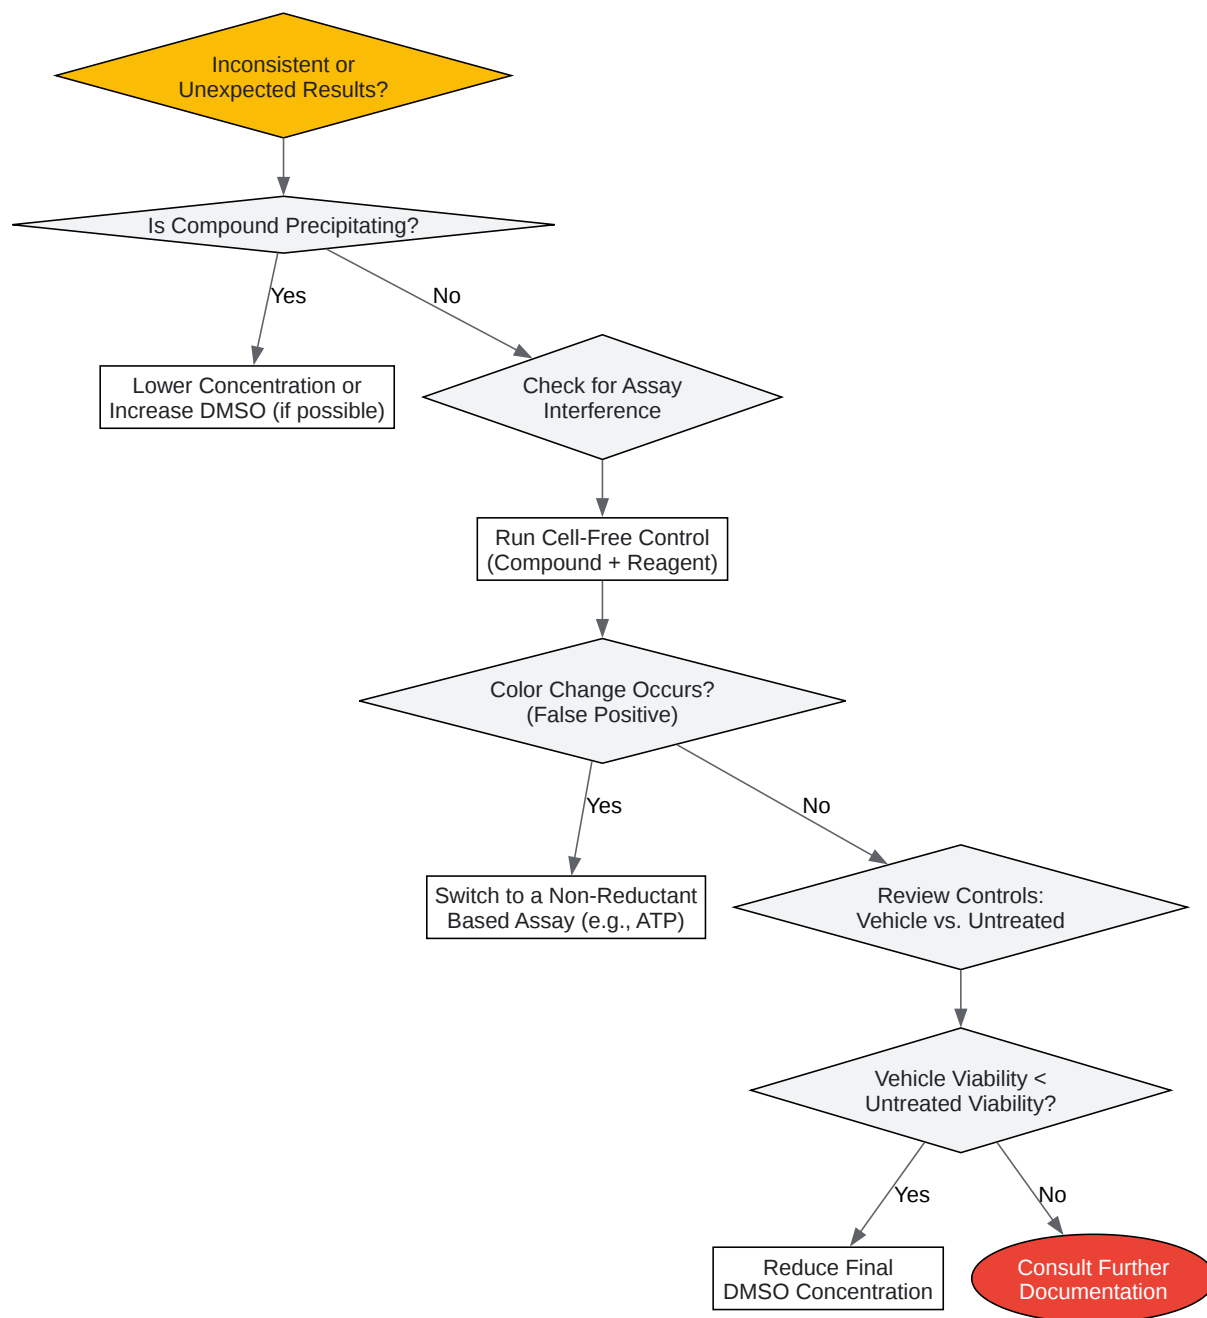 Inconsistent or
Unexpected Results?
Is Compound Precipitating?
Yes
No
Lower Concentration or
Increase DMSO (if possible)
Check for Assay
Interference
Run Cell-Free Control
(Compound + Reagent)
Color Change Occurs?
(False Positive)
Yes
No
Switch to a Non-Reductant
Based Assay (e.g., ATP)
Review Controls:
Vehicle vs. Untreated
Vehicle Viability <
Untreated Viability?
Yes
No
Reduce Final
DMSO Concentration
Consult Further
Documentation